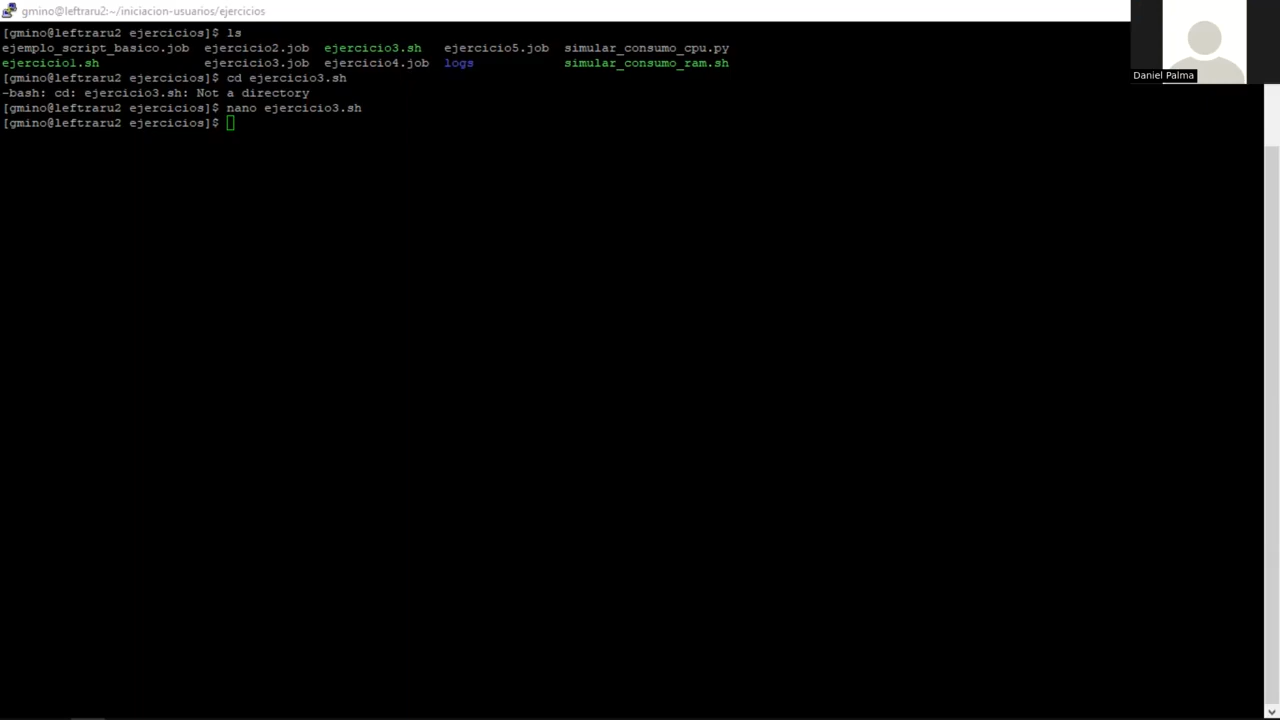 gmino@leftraru2:~/iniciacion-usuarios/ejercicios
[gmino@leftraru2 ejercicios]$ ls
ejemplo_script_basico.job ejercicio2.job ejercicio3.sh ejercicio5.job simular_consumo_cpu.py
ejercicio1.sh ejercicio3.job ejercicio4.job logs simular_consumo_ram.sh
[gmino@leftraru2 ejercicios]$ cd ejercicio3.sh
-bash: cd: ejercicio3.sh: Not a directory
[gmino@leftraru2 ejercicios]$ nano ejercicio3.sh
[gmino@leftraru2 ejercicios]$
Daniel Palma